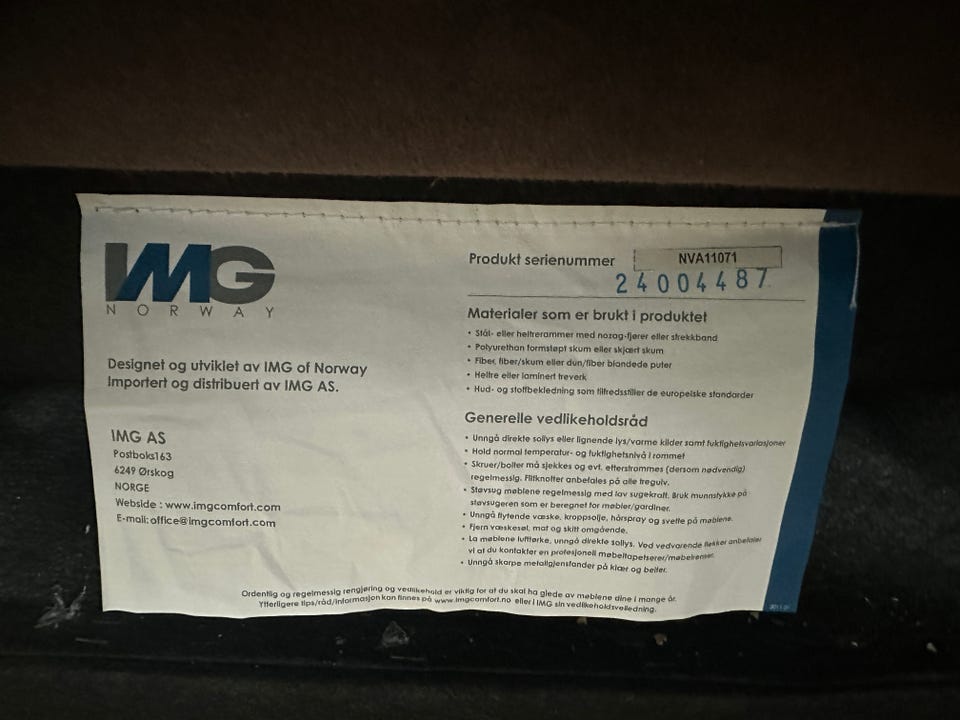 IMG
NORWAY
Designet og utviklet av IMG of Norway
Importert og distribuert av IMG AS.
IMG AS
Postboks163
6249 Ørskog
NORGE
Webside : www.imgcomfort.com
E-mail: office@imgcomfort.com
Produkt serienummer NVA11071
24004487
Materialer som er brukt i produktet
• Stål- eller heltrerammer med nozag-fjører eller strekkband
• Polyurethan formstøpt skum eller skjært skum
• Fiber, fiber/skum eller dun/fiber blandede puter
• Heltre eller laminert treverk
• Hud- og stoffbekledning som tilfredsstiller de europeiske standarder
Generelle vedlikeholdsråd
• Unngå direkte sollys eller lignende lys/varme kilder samt fuktighetsvariasjoner
• Hold normal temperatur- og fuktighetsnivå i rommet
• Skruer/bolter må sjekkes og evt. etterstrammes (dersom nødvendig)
regelmessig. Filtknotter anbefales på alle tregulv.
• Støvsug møblene regelmessig med lav sugekraft. Bruk munnstykke på
støvsugeren som er beregnet for møbler/gardiner.
• Unngå flytende væske, kroppsolje, hårspray og svette på møblene.
• Fjern væskesøl, mat og skitt omgående.
• La møblene lufttørke, unngå direkte sollys. Ved vedvarende flekker anbefaler
vi at du kontakter en profesjonell møbeltapetserer/møbelrenser.
• Unngå skarpe metallgjenstander på klær og belter.
Ordentlig og regelmessig rengjøring og vedlikehold er viktig for at du skal ha glede av møblene dine i mange år.
Ytterligere tips/råd/informasjon kan finnes på www.imgcomfort.no eller i IMG sin vedlikeholdsveiledning.